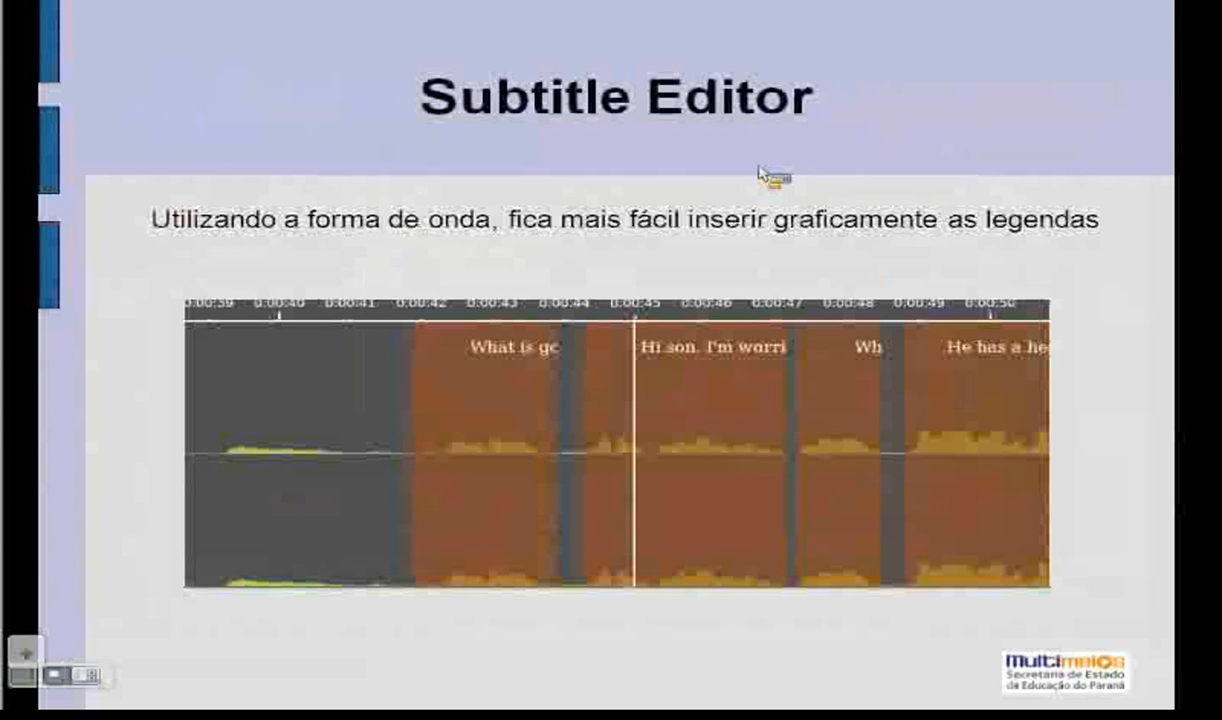 Subtitle Editor
Utilizando a forma de onda, fica mais fácil inserir graficamente as legendas
0:00:39 0:00:40 0:00:41 0:00:42 0:00:43 0:00:44 0:00:45 0:00:46 0:00:47 0:00:48 0:00:49 0:00:50
What is go Hi son. I'm worri Wh He has a he
Multimeios
Secretaria de Estado
da Educação do Paraná